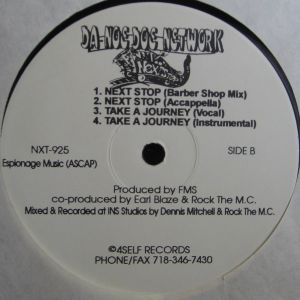 DA-NOE-DOE-NETWORK
1. NEXT STOP (Barber Shop Mix)
2. NEXT STOP (Accappella)
3. TAKE A JOURNEY (Vocal)
4. TAKE A JOURNEY (Instrumental)
NXT-925
SIDE B
Espionage Music (ASCAP)
Produced by FMS
co-produced by Earl Blaze & Rock The M.C.
Mixed & Recorded at INS Studios by Dennis Mitchell & Rock The M.C.
©4SELF RECORDS
PHONE/FAX 718-346-7430